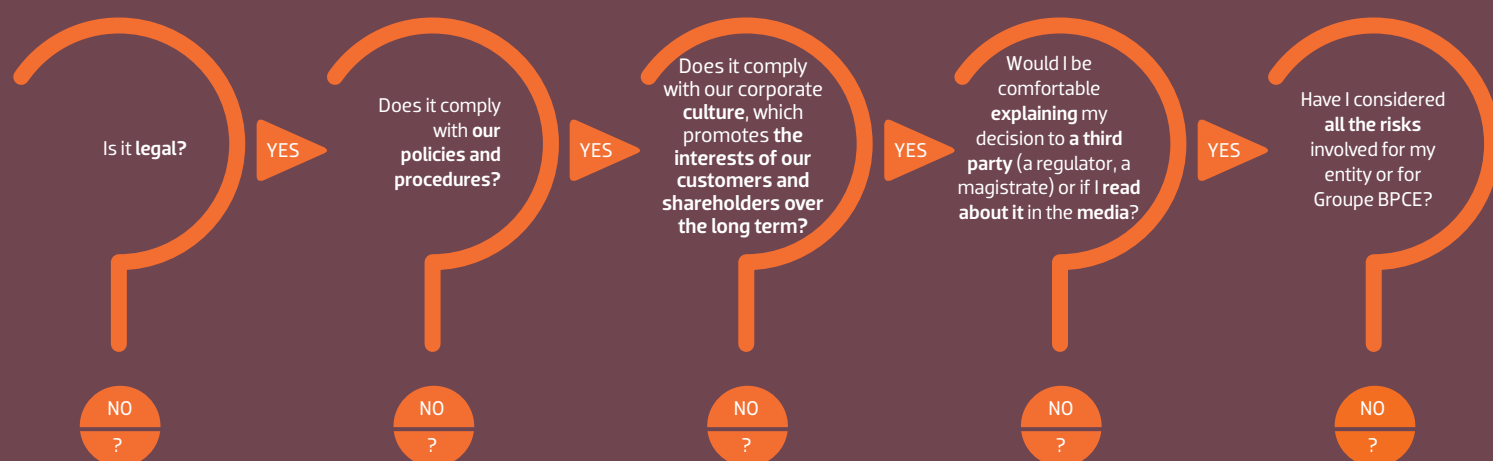 Is it legal?
YES
Does it comply
with our
policies and
procedures?
YES
Does it comply
with our corporate
culture, which
promotes the
interests of our
customers and
shareholders over
the long term?
YES
Would I be
comfortable
explaining my
decision to a third
party (a regulator, a
magistrate) or if I read
about it in the media?
YES
Have I considered
all the risks
involved for my
entity or for
Groupe BPCE?
NO
?
NO
?
NO
?
NO
?
NO
?